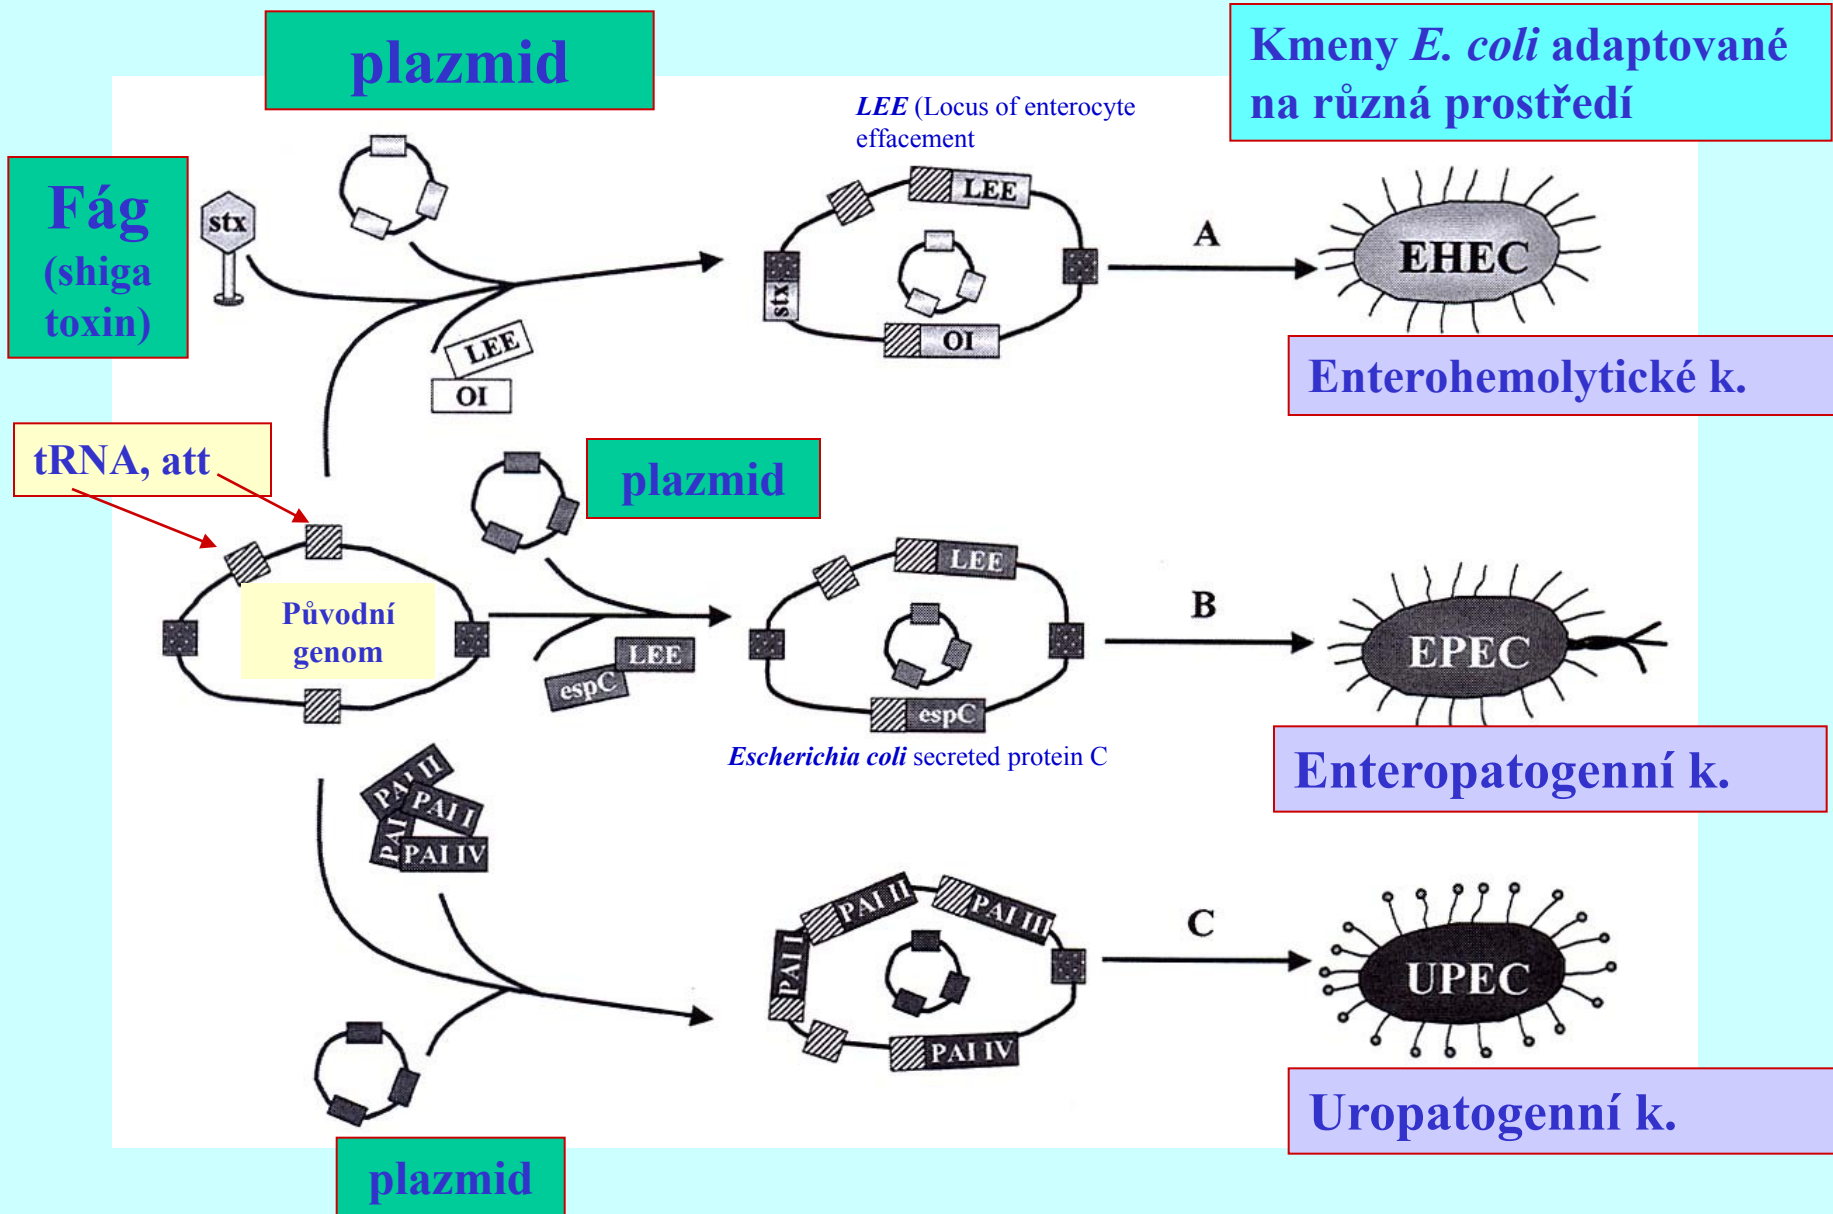 plazmid
Kmeny E. coli adaptované
na různá prostředí
LEE (Locus of enterocyte
effacement
Fág
(shiga
toxin)
stx
LEE
OI
LEE
stx
OI
A
EHEC
Enterohemolytické k.
tRNA, att
plazmid
Původní
genom
LEE
espC
LEE
espC
B
EPEC
Escherichia coli secreted protein C
Enteropatogenní k.
PAI II
PAI I
PAI
PAI IV
PAI II
PAI III
PAI I
PAI IV
C
UPEC
Uropatogenní k.
plazmid